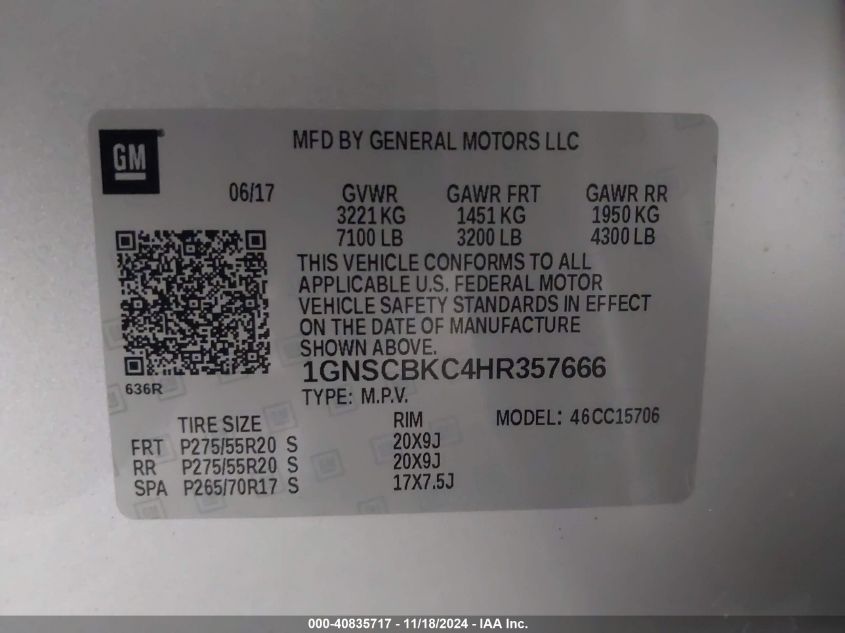 GM
MFD BY GENERAL MOTORS LLC
06/17 GVWR GAWR FRT GAWR RR
3221 KG 1451 KG 1950 KG
7100 LB 3200 LB 4300 LB
THIS VEHICLE CONFORMS TO ALL
APPLICABLE U.S. FEDERAL MOTOR
VEHICLE SAFETY STANDARDS IN EFFECT
ON THE DATE OF MANUFACTURE
SHOWN ABOVE.
1GNSCBKC4HR357666
636R
TYPE: M.P.V.
TIRE SIZE RIM MODEL: 46CC15706
FRT P275/55R20 S 20X9J
RR P275/55R20 S 20X9J
SPA P265/70R17 S 17X7.5J
000-40835717 - 11/18/2024 - IAA Inc.